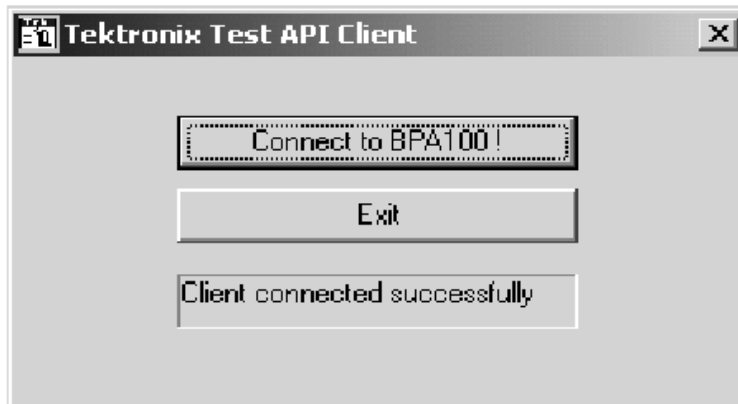 Tektronix Test API Client
Connect to BPA100 !
Exit
Client connected successfully